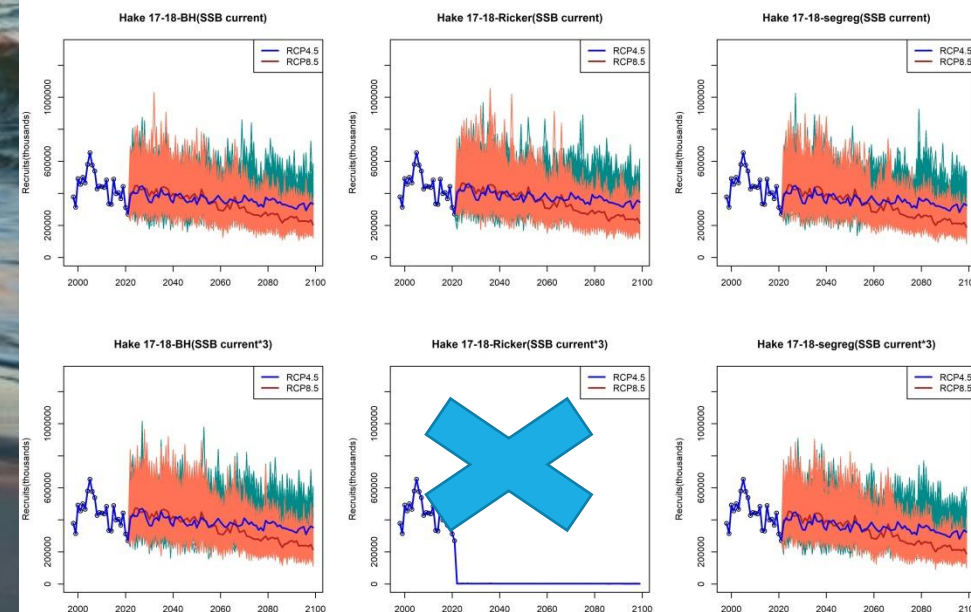 Hake 17-18-BH(SSB current)
Recruits(thousands)
0 200000 600000 1000000
2000 2020 2040 2060 2080 2100
RCP4.5
RCP8.5
Hake 17-18-Ricker(SSB current)
Recruits(thousands)
0 200000 600000 1000000
2000 2020 2040 2060 2080 2100
RCP4.5
RCP8.5
Hake 17-18-segreg(SSB current)
Recruits(thousands)
0 200000 600000 1000000
2000 2020 2040 2060 2080 210
RCP4.5
RCP8.5
Hake 17-18-BH(SSB current*3)
Recruits(thousands)
0 200000 600000 1000000
2000 2020 2040 2060 2080 2100
RCP4.5
RCP8.5
Hake 17-18-Ricker(SSB current*3)
Recruits(thousands)
0 200000 600000 1000000
2000 2020 2040 2060 2080 2100
RCP4.5
RCP8.5
Hake 17-18-segreg(SSB current*3)
Recruits(thousands)
0 200000 600000 1000000
2000 2020 2040 2060 2080 210
RCP4.5
RCP8.5